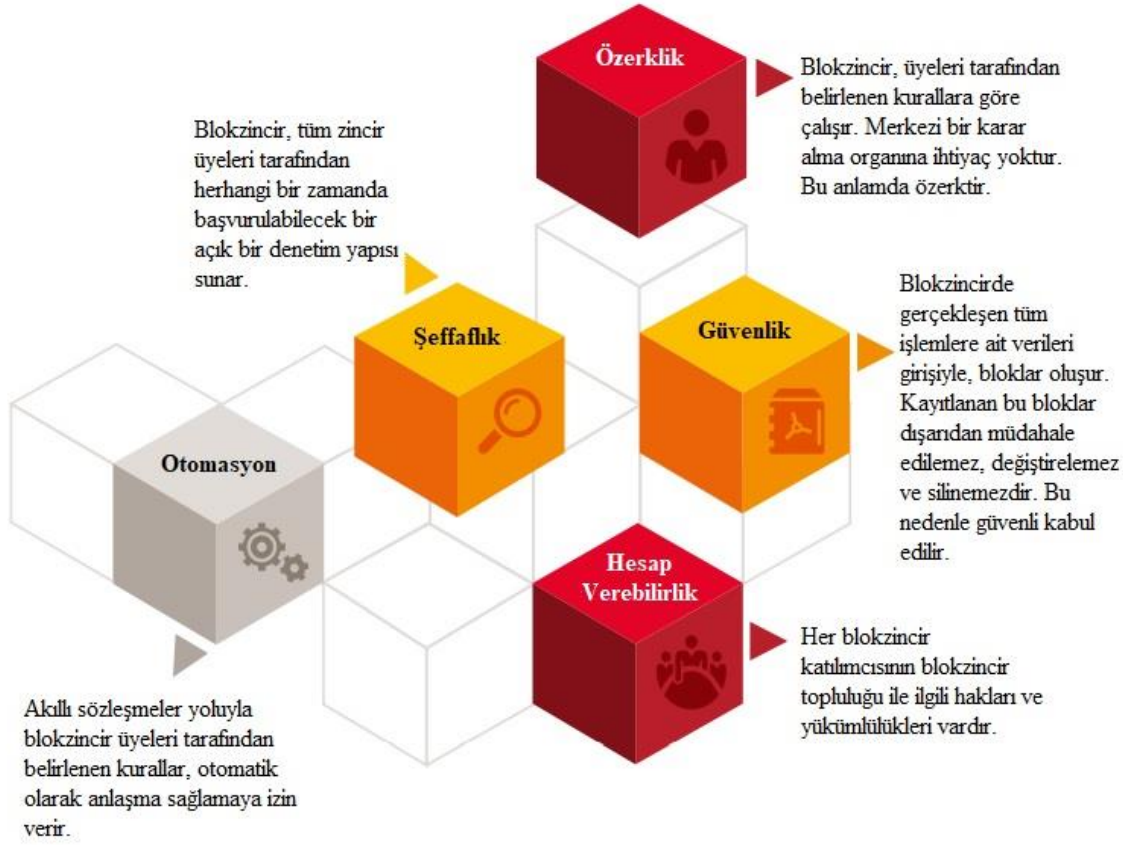 Özerklik
Blokzincir, üyeleri tarafından
belirlenen kurallara göre
çalışır. Merkezi bir karar
alma organına ihtiyaç yoktur.
Bu anlamda özerktir.
Blokzincir, tüm zincir
üyeleri tarafından
herhangi bir zamanda
başvurulabilecek bir
açık bir denetim yapısı
sunar.
Şeffaflık
Güvenlik
Blokzincirde
gerçekleşen tüm
işlemlere ait verileri
girişiyle, bloklar oluşur.
Kayıtlanan bu bloklar
dışarıdan müdahale
edilemez, değiştirelemez
ve silinemezdir. Bu
nedenle güvenli kabul
edilir.
Otomasyon
Akıllı sözleşmeler yoluyla
blokzincir üyeleri tarafından
belirlenen kurallar, otomatik
olarak anlaşma sağlamaya izin
verir.
Hesap
Verebilirlik
Her blokzincir
katılımcısının blokzincir
topluluğu ile ilgili hakları ve
yükümlülükleri vardır.